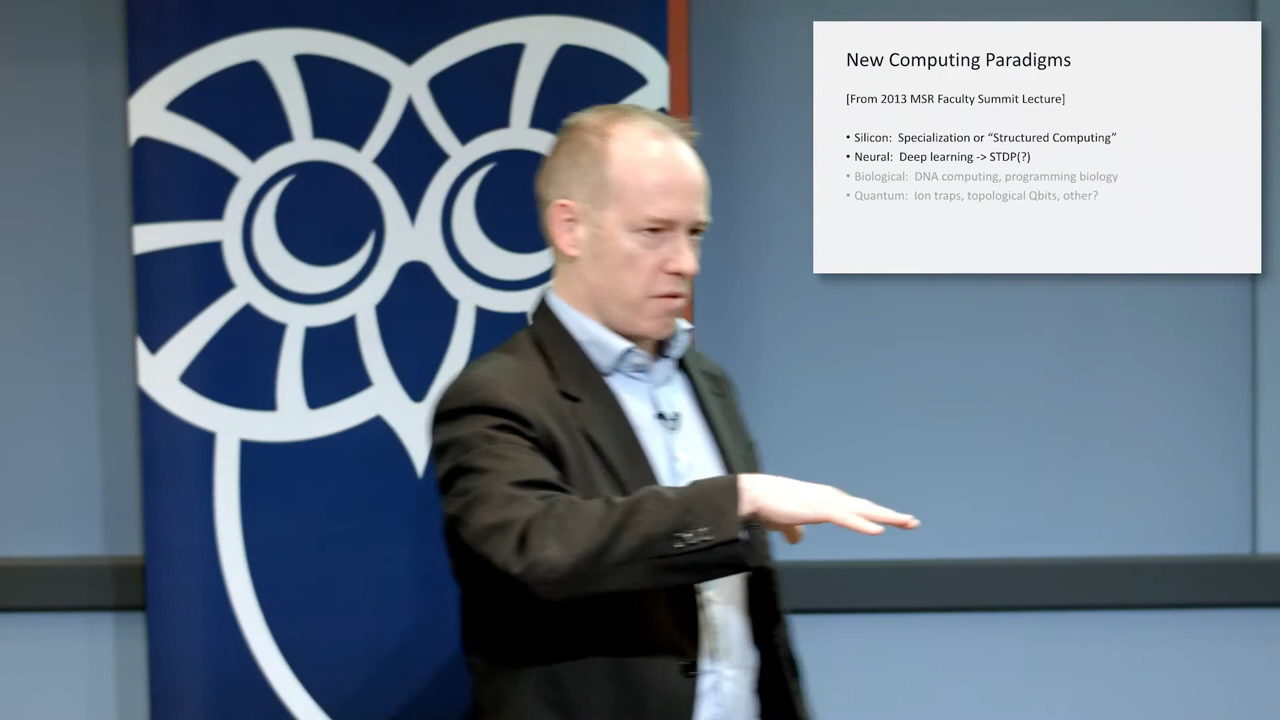 New Computing Paradigms
[From 2013 MSR Faculty Summit Lecture]
• Silicon: Specialization or “Structured Computing”
• Neural: Deep learning -> STDP(?)
• Biological: DNA computing, programming biology
• Quantum: Ion traps, topological Qbits, other?